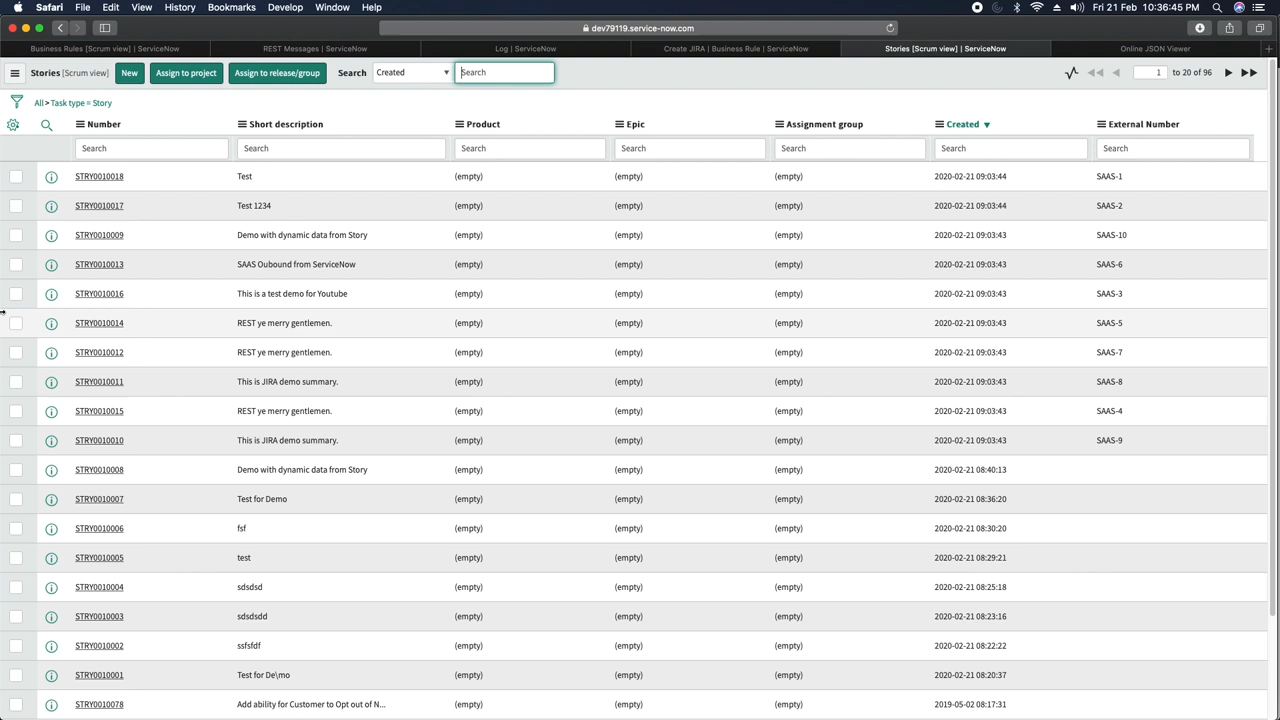 Safari File Edit View History Bookmarks Develop Window Help Fri 21 Feb 10:36:45 PM
dev79119.service-now.com
Business Rules [Scrum view] | ServiceNow REST Messages | ServiceNow Log | ServiceNow Create JIRA | Business Rule | ServiceNow Stories [Scrum view] | ServiceNow Online JSON Viewer
Stories [Scrum view] New Assign to project Assign to release/group Search Created Search 1 to 20 of 96
All > Task type = Story
Number Short description Product Epic Assignment group Created External Number
Search Search Search Search Search Search Search
STRY0010018 Test (empty) (empty) (empty) 2020-02-21 09:03:44 SAAS-1
STRY0010017 Test 1234 (empty) (empty) (empty) 2020-02-21 09:03:44 SAAS-2
STRY0010009 Demo with dynamic data from Story (empty) (empty) (empty) 2020-02-21 09:03:43 SAAS-10
STRY0010013 SAAS Oubound from ServiceNow (empty) (empty) (empty) 2020-02-21 09:03:43 SAAS-6
STRY0010016 This is a test demo for Youtube (empty) (empty) (empty) 2020-02-21 09:03:43 SAAS-3
STRY0010014 REST ye merry gentlemen. (empty) (empty) (empty) 2020-02-21 09:03:43 SAAS-5
STRY0010012 REST ye merry gentlemen. (empty) (empty) (empty) 2020-02-21 09:03:43 SAAS-7
STRY0010011 This is JIRA demo summary. (empty) (empty) (empty) 2020-02-21 09:03:43 SAAS-8
STRY0010015 REST ye merry gentlemen. (empty) (empty) (empty) 2020-02-21 09:03:43 SAAS-4
STRY0010010 This is JIRA demo summary. (empty) (empty) (empty) 2020-02-21 09:03:43 SAAS-9
STRY0010008 Demo with dynamic data from Story (empty) (empty) (empty) 2020-02-21 08:40:13
STRY0010007 Test for Demo (empty) (empty) (empty) 2020-02-21 08:36:20
STRY0010006 fsf (empty) (empty) (empty) 2020-02-21 08:30:20
STRY0010005 test (empty) (empty) (empty) 2020-02-21 08:29:21
STRY0010004 sdsdsd (empty) (empty) (empty) 2020-02-21 08:25:18
STRY0010003 sdsdsdd (empty) (empty) (empty) 2020-02-21 08:23:16
STRY0010002 ssfsfdf (empty) (empty) (empty) 2020-02-21 08:22:22
STRY0010001 Test for De\mo (empty) (empty) (empty) 2020-02-21 08:20:37
STRY0010078 Add ability for Customer to Opt out of N... (empty) (empty) (empty) 2019-05-02 08:17:31